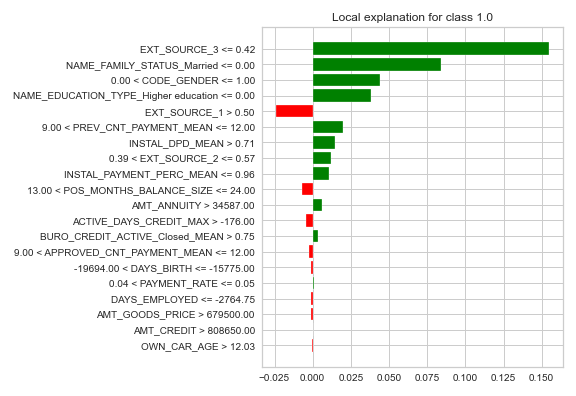 Local explanation for class 1.0
EXT_SOURCE_3 <= 0.42
NAME_FAMILY_STATUS_Married <= 0.00
0.00 < CODE_GENDER <= 1.00
NAME_EDUCATION_TYPE_Higher education <= 0.00
EXT_SOURCE_1 > 0.50
9.00 < PREV_CNT_PAYMENT_MEAN <= 12.00
INSTAL_DPD_MEAN > 0.71
0.39 < EXT_SOURCE_2 <= 0.57
INSTAL_PAYMENT_PERC_MEAN <= 0.96
13.00 < POS_MONTHS_BALANCE_SIZE <= 24.00
AMT_ANNUITY > 34587.00
ACTIVE_DAYS_CREDIT_MAX > -176.00
BURO_CREDIT_ACTIVE_Closed_MEAN > 0.75
9.00 < APPROVED_CNT_PAYMENT_MEAN <= 12.00
-19694.00 < DAYS_BIRTH <= -15775.00
0.04 < PAYMENT_RATE <= 0.05
DAYS_EMPLOYED <= -2764.75
AMT_GOODS_PRICE > 679500.00
AMT_CREDIT > 808650.00
OWN_CAR_AGE > 12.03
−0.025 0.000 0.025 0.050 0.075 0.100 0.125 0.150